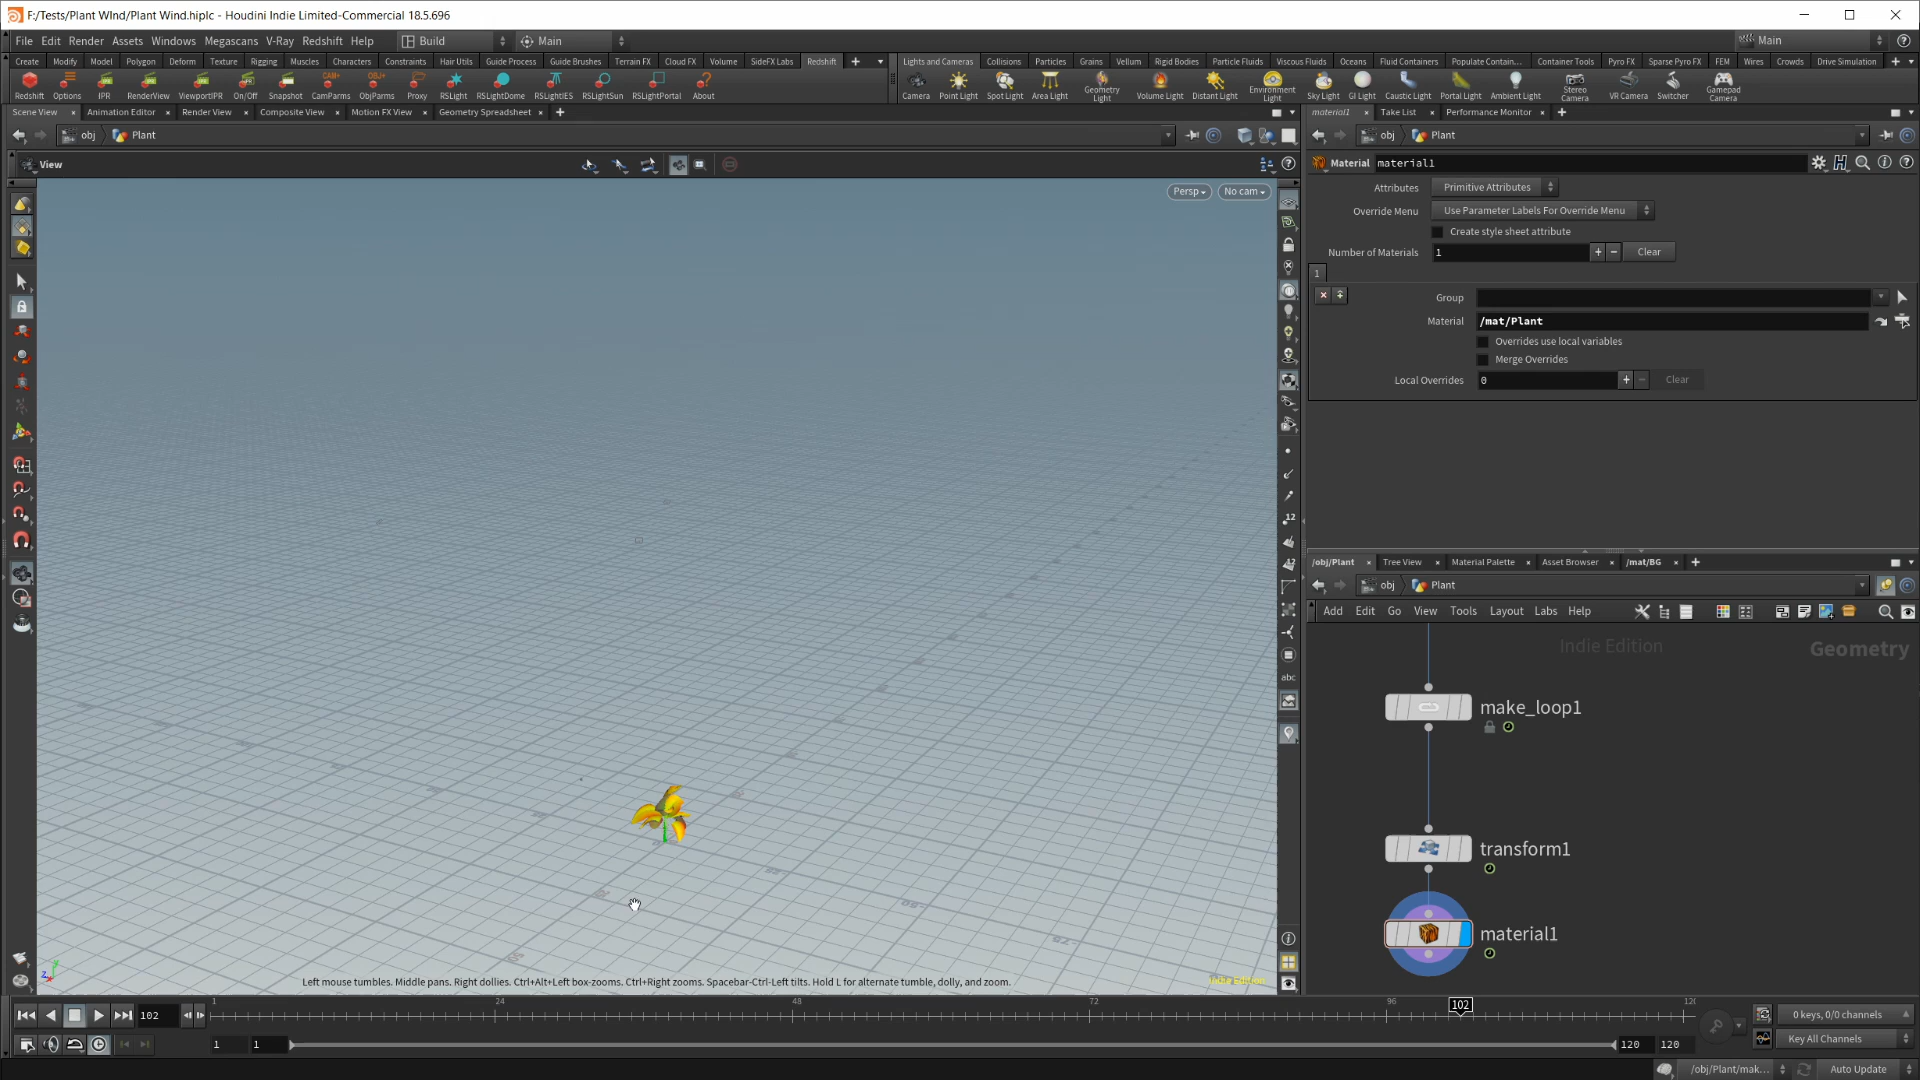 F:/Tests/Plant WInd/Plant Wind.hiplc - Houdini Indie Limited-Commercial 18.5.696
File Edit Render Assets Windows Megascans V-Ray Redshift Help Build Main Main
Create Modify Model Polygon Deform Texture Rigging Muscles Characters Constraints Hair Utils Guide Process Guide Brushes Terrain FX Cloud FX Volume SideFX Labs Redshift
Lights and Cameras Collisions Particles Grains Vellum Rigid Bodies Particle Fluids Viscous Fluids Oceans Fluid Containers Populate Contain... Container Tools Pyro FX Sparse Pyro FX FEM Wires Crowds Drive Simulation
Redshift Options IPR RenderView ViewportIPR On/Off Snapshot CamParms ObjParms Proxy RSLight RSLightDome RSLightIES RSLightSun RSLightPortal About
Camera Point Light Spot Light Area Light Geometry Light Volume Light Distant Light Environment Light Sky Light GI Light Caustic Light Portal Light Ambient Light Stereo Camera VR Camera Switcher Gamepad Camera
Scene View Animation Editor Render View Composite View Motion FX View Geometry Spreadsheet
material1 Take List Performance Monitor
obj Plant
obj Plant
View
Material material1
Persp No cam
Attributes Primitive Attributes
Override Menu Use Parameter Labels For Override Menu
Create style sheet attribute
Number of Materials 1 Clear
1
Group
Material /mat/Plant
Overrides use local variables
Merge Overrides
Local Overrides 0 Clear
12
12
abc
/obj/Plant Tree View Material Palette Asset Browser /mat/BG
obj Plant
Add Edit Go View Tools Layout Labs Help
Indie Edition Geometry
make_loop1
transform1
material1
Left mouse tumbles. Middle pans. Right dollies. Ctrl+Alt+Left box-zooms. Ctrl+Right zooms. Spacebar-Ctrl-Left tilts. Hold L for alternate tumble, dolly, and zoom.
Indie Edition
102 1 24 48 72 96 102
0 keys, 0/0 channels
1 1 120 120
Key All Channels
/obj/Plant/mak... Auto Update